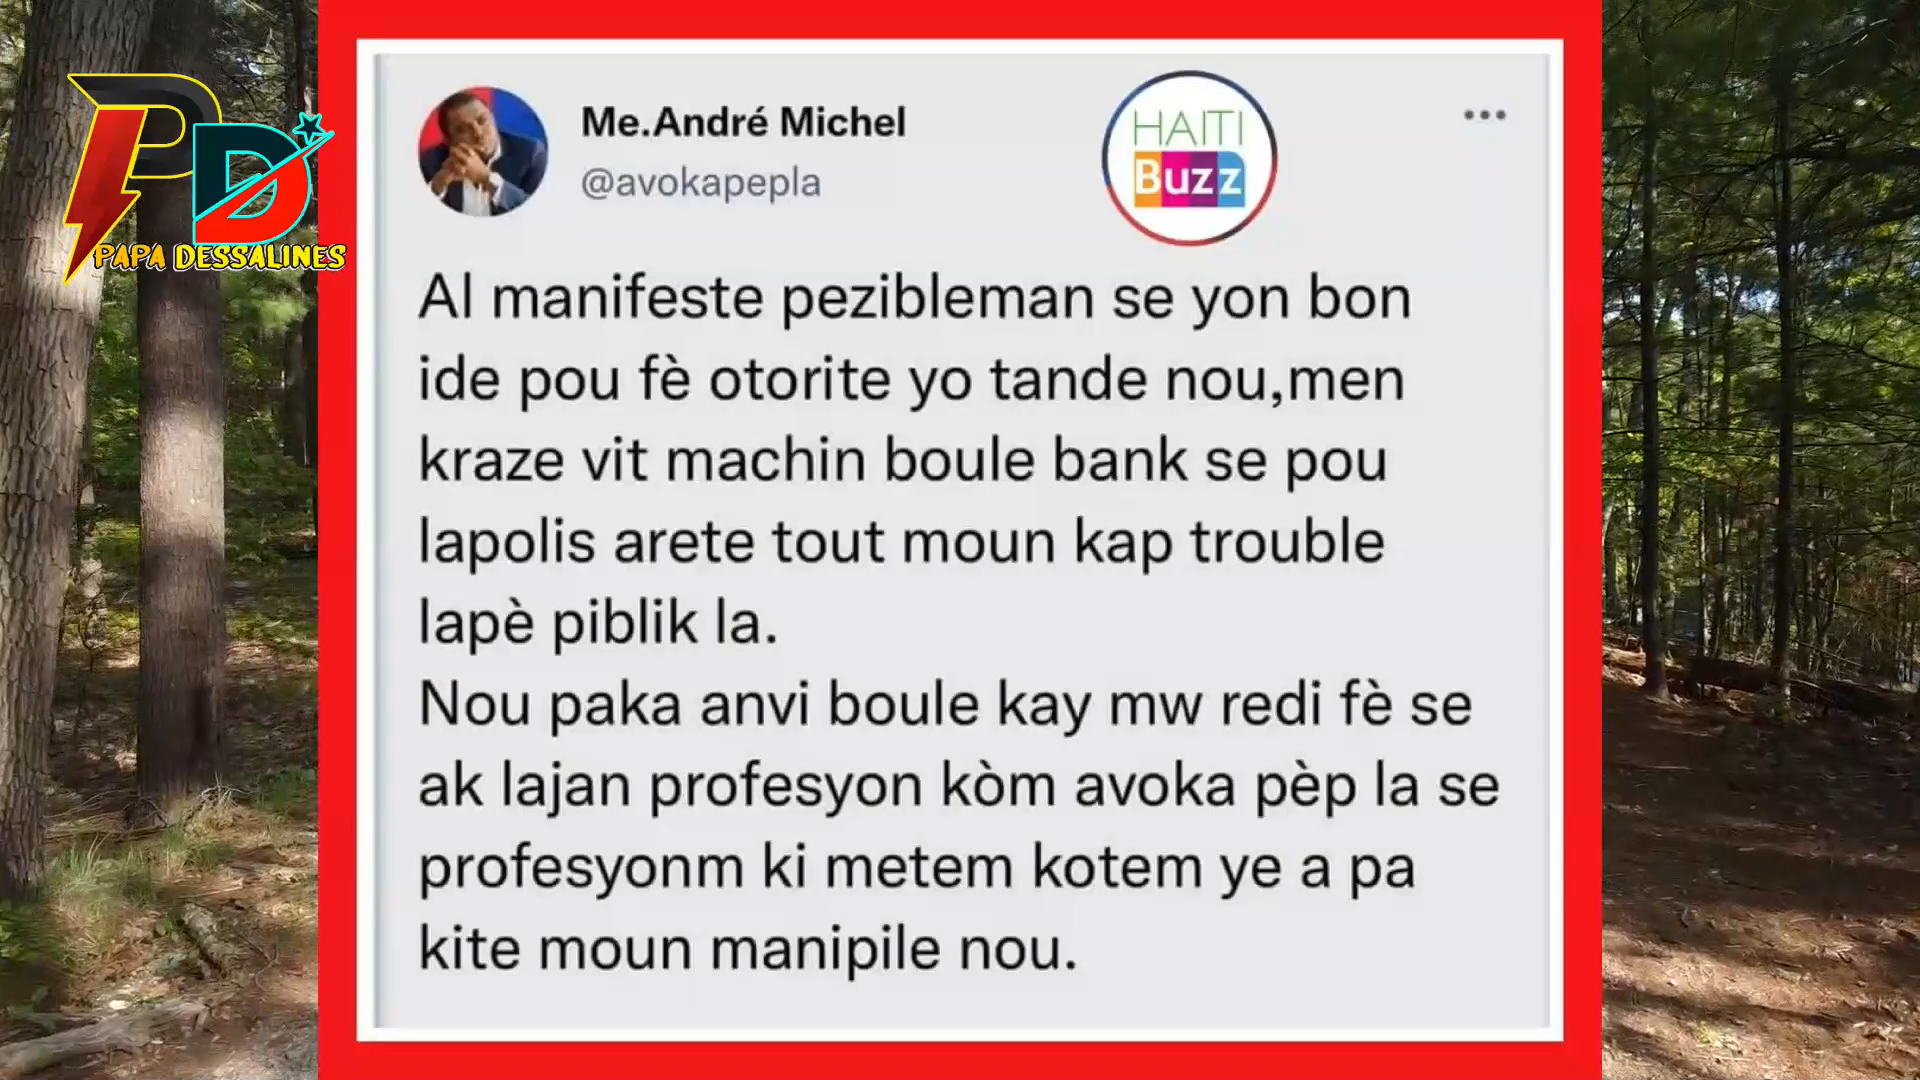 PD
PAPA DESSALINES
Me.André Michel
@avokapepla
HAITI
Buzz
Al manifeste pezibleman se yon bon
ide pou fè otorite yo tande nou,men
kraze vit machin boule bank se pou
lapolis arete tout moun kap trouble
lapè piblik la.
Nou paka anvi boule kay mw redi fè se
ak lajan profesyon kòm avoka pèp la se
profesyonm ki metem kotem ye a pa
kite moun manipile nou.